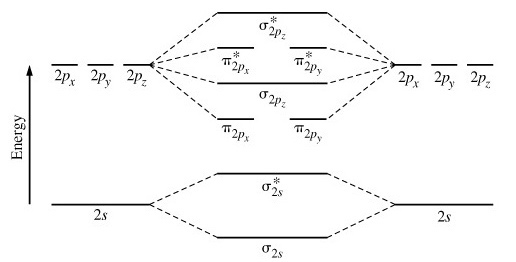 σ*2pz
π*2px π*2py
2px 2py 2pz 2px 2py 2pz
σ2pz
π2px π2py
Energy
σ*2s
2s 2s
σ2s